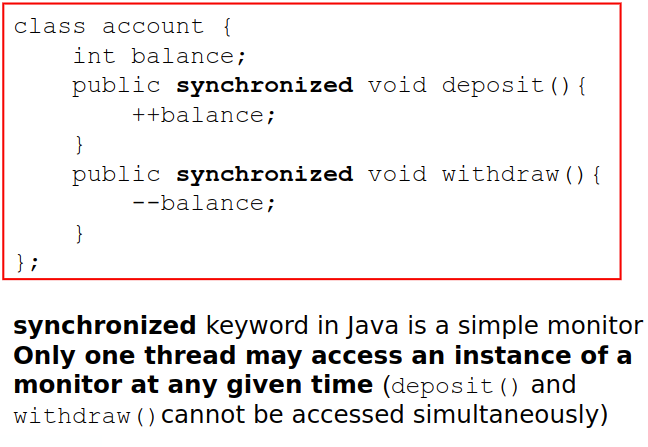 class account {
    int balance;
    public synchronized void deposit(){
        ++balance;
    }
    public synchronized void withdraw(){
        --balance;
    }
};
synchronized keyword in Java is a simple monitor
Only one thread may access an instance of a
monitor at any given time (deposit() and
withdraw()cannot be accessed simultaneously)